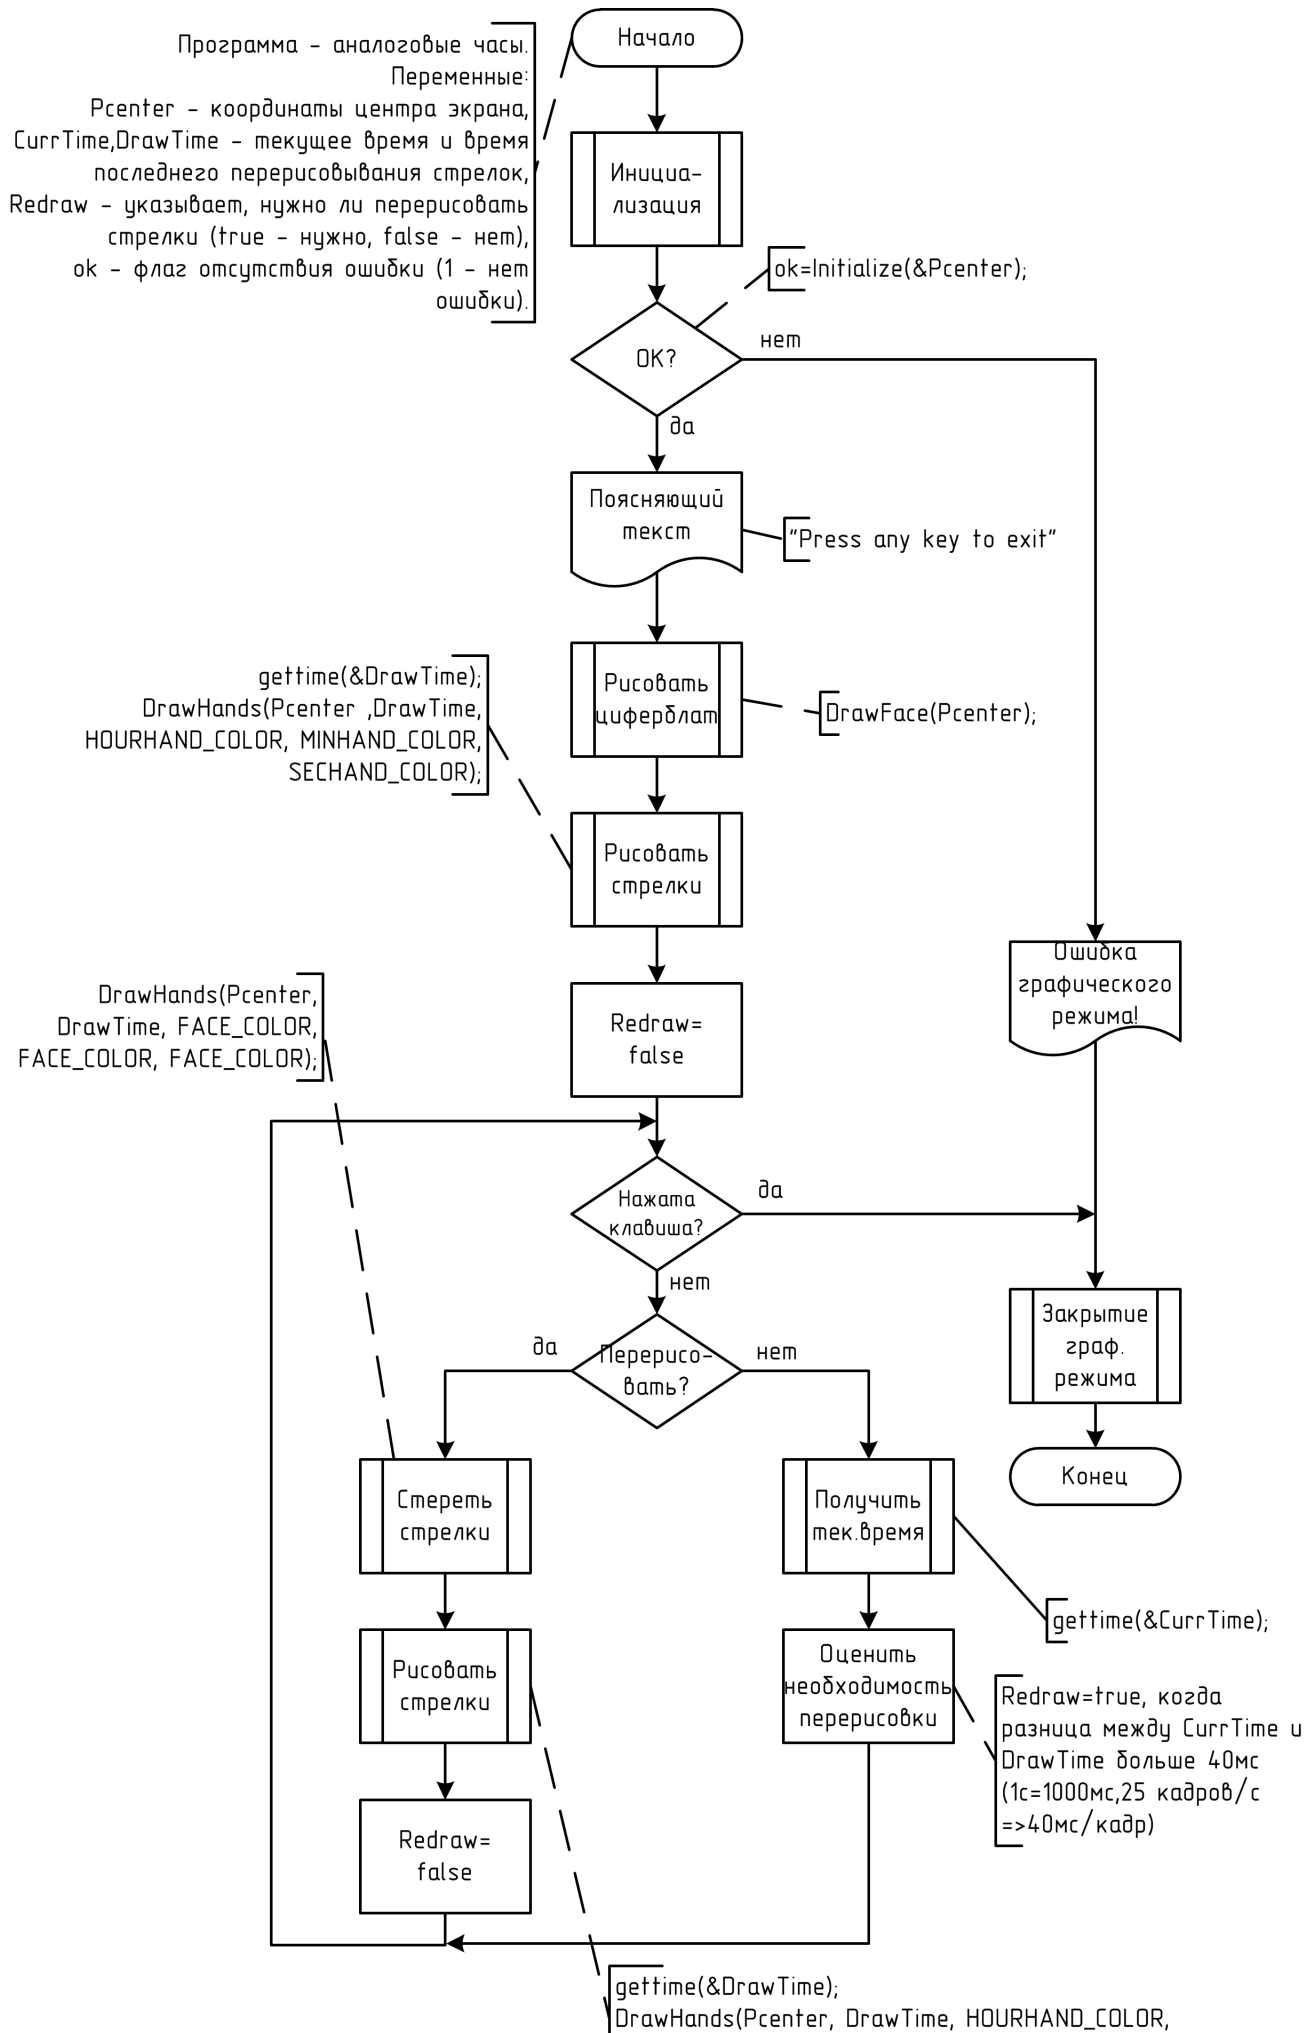 Программа – аналоговые часы.
Переменные:
Pcenter – координаты центра экрана,
CurrTime,DrawTime – текущее время и время
последнего перерисовывания стрелок,
Redraw – указывает, нужно ли перерисовать
стрелки (true – нужно, false – нет),
ok – флаг отсутствия ошибки (1 – нет
ошибки).
Начало
Инициа–
лизация
ok=Initialize(&Pcenter);
OK?
нет
да
Поясняющий
текст
"Press any key to exit"
Рисовать
циферблат
DrawFace(Pcenter);
gettime(&DrawTime);
DrawHands(Pcenter ,DrawTime,
HOURHAND_COLOR, MINHAND_COLOR,
SECHAND_COLOR);
Рисовать
стрелки
Ошибка
графического
режима!
DrawHands(Pcenter,
DrawTime, FACE_COLOR,
FACE_COLOR, FACE_COLOR);
Redraw=
false
Нажата
клавиша?
да
нет
Перерисо–
вать?
да
нет
Закрытие
граф.
режима
Конец
Стереть
стрелки
Получить
тек.время
gettime(&CurrTime);
Рисовать
стрелки
Оценить
необходимость
перерисовки
Redraw=true, когда
разница между CurrTime и
DrawTime больше 40мс
(1с=1000мс,25 кадров/с
=>40мс/кадр)
Redraw=
false
gettime(&DrawTime);
DrawHands(Pcenter, DrawTime, HOURHAND_COLOR,